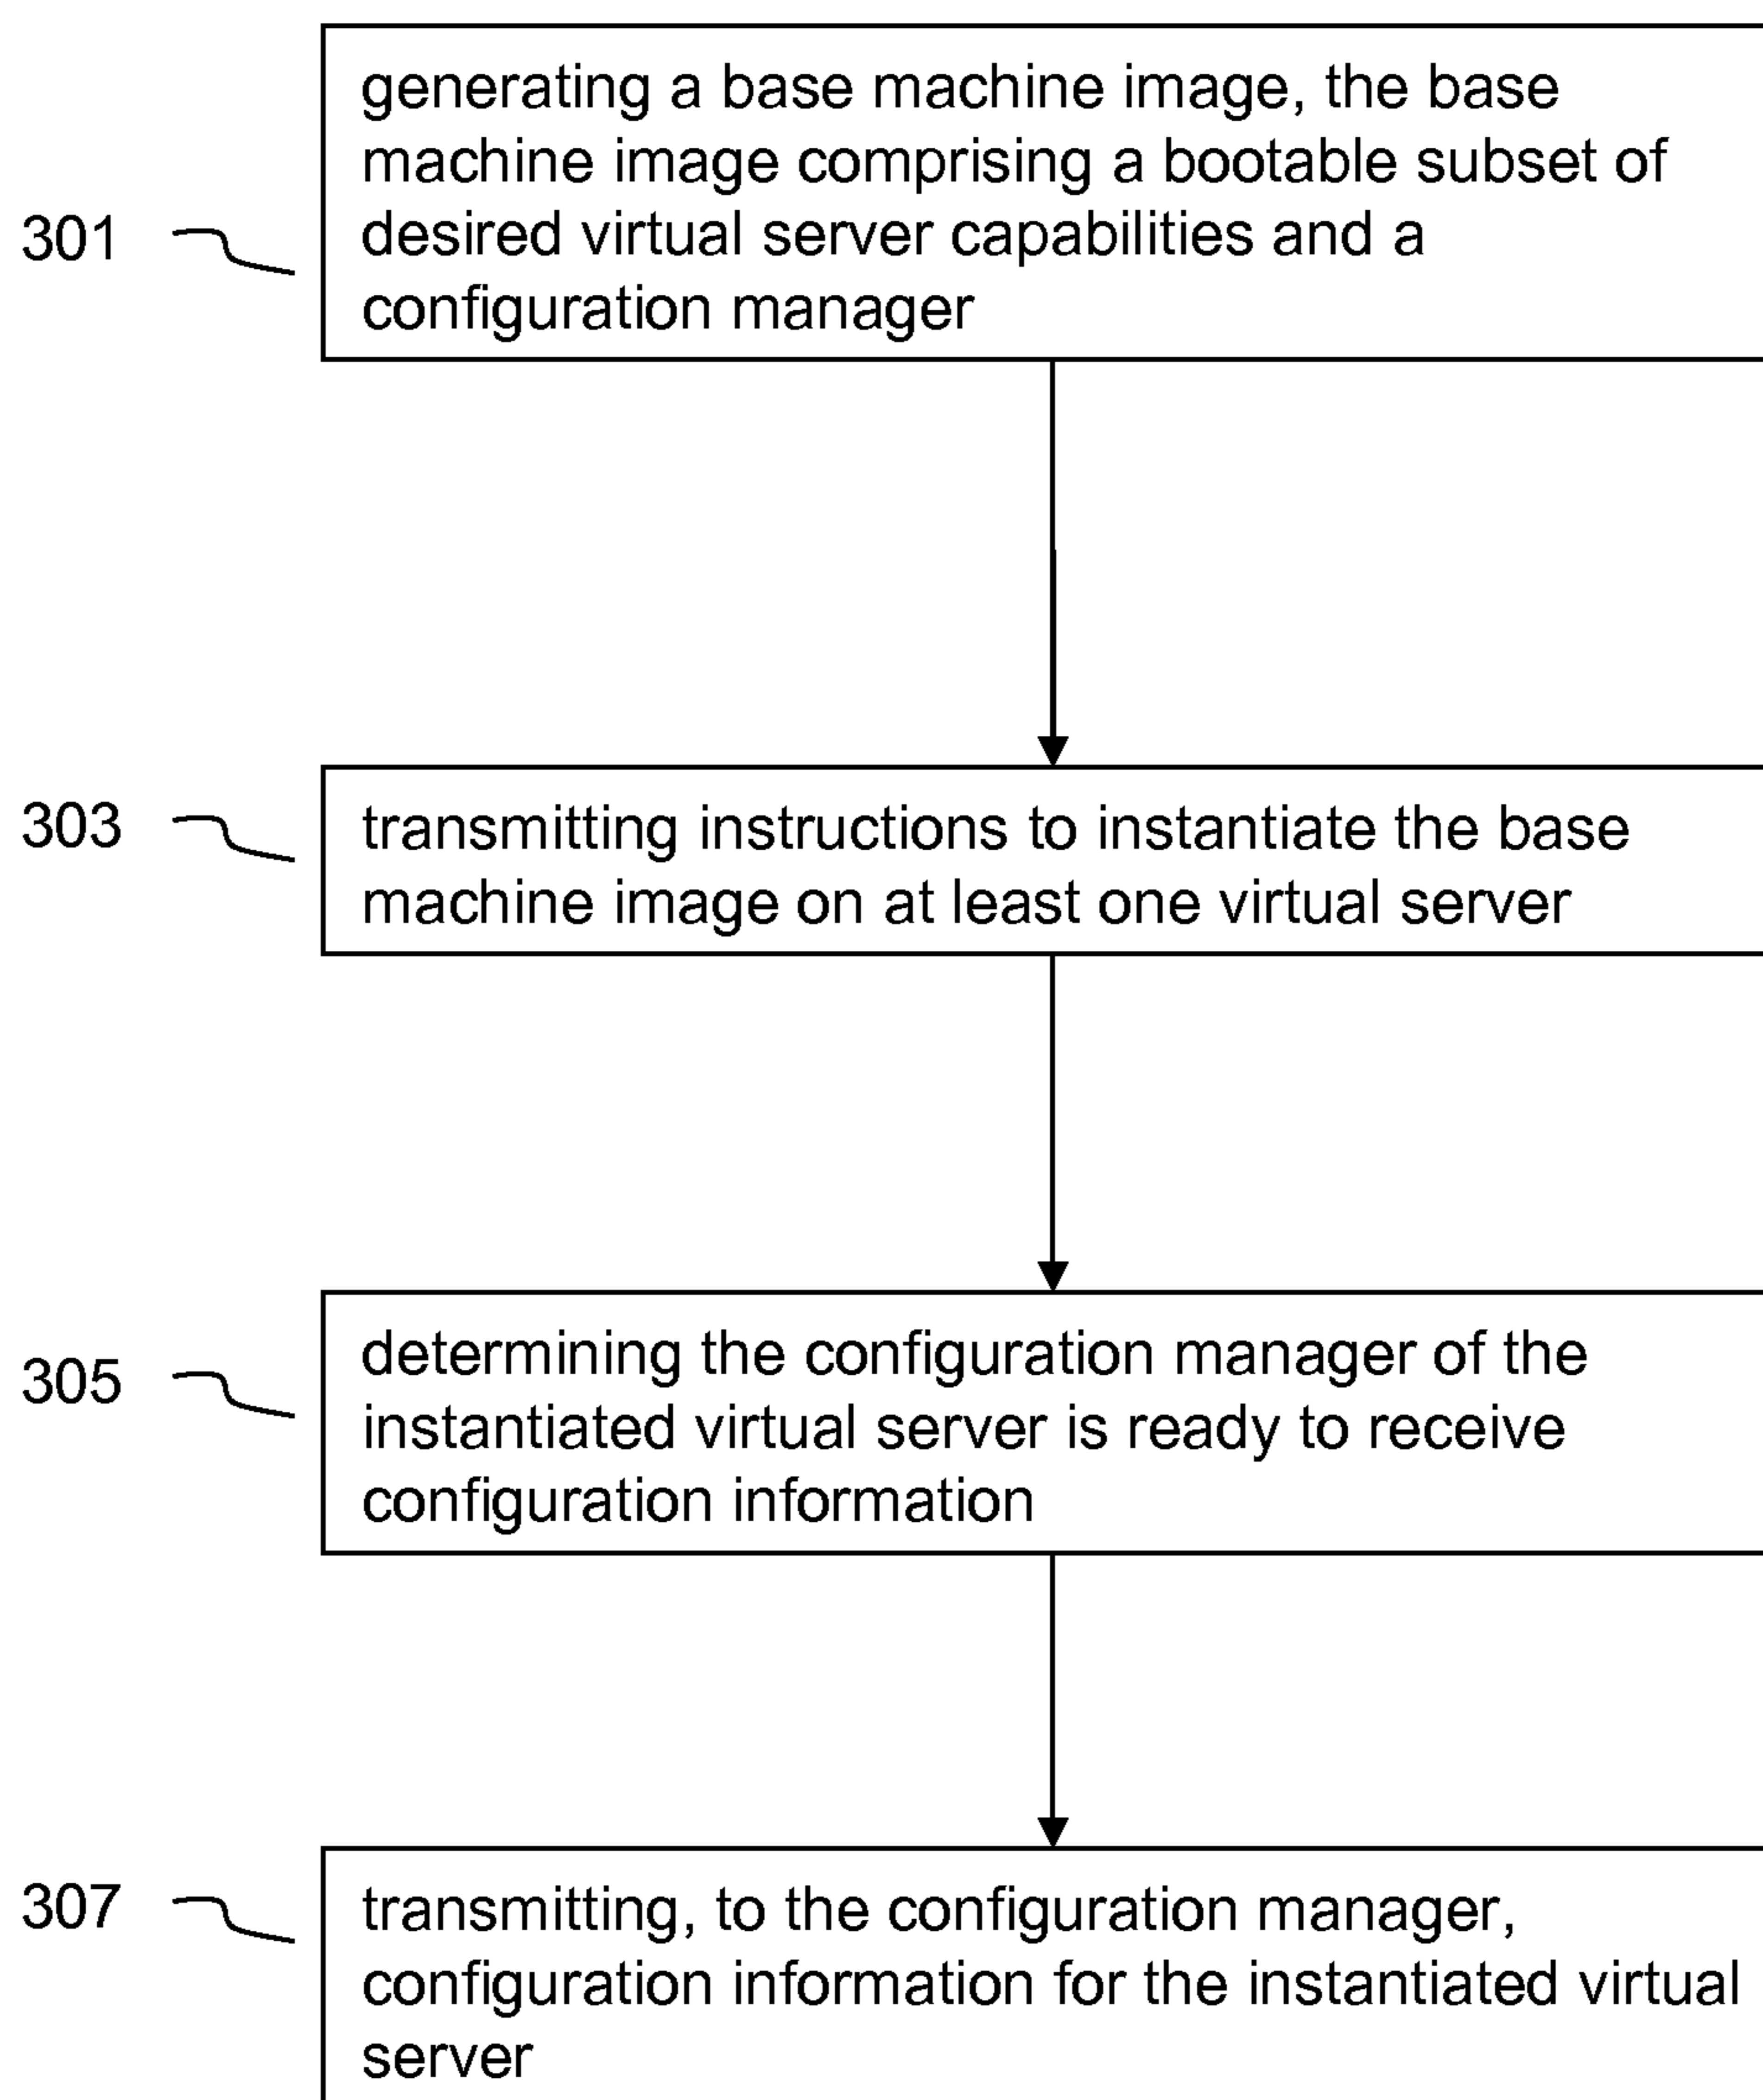 generating a base machine image, the base
machine image comprising a bootable subset of
301
desired virtual server capabilities and a
configuration manager
303
transmitting instructions to instantiate the base
machine image on at least one virtual server
305
determining the configuration manager of the
instantiated virtual server is ready to receive
configuration information
307
transmitting, to the configuration manager,
configuration information for the instantiated virtual
server